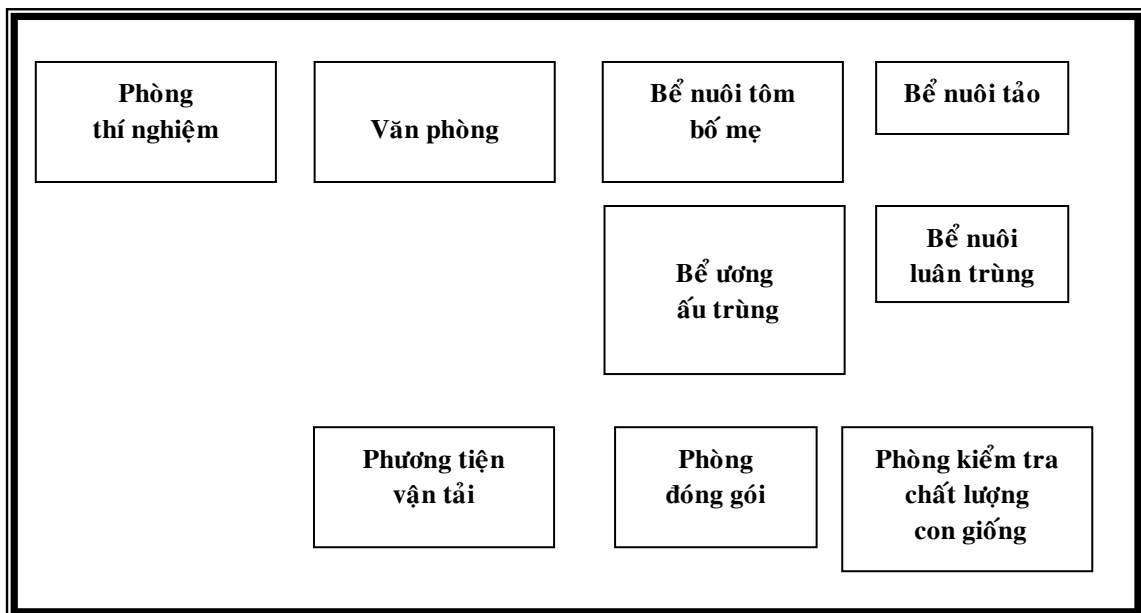 Phòng
thí nghiệm
Văn phòng
Bể nuôi tôm
bố mẹ
Bể nuôi tảo
Bể ương
ấu trùng
Bể nuôi
luân trùng
Phương tiện
vận tải
Phòng
đóng gói
Phòng kiểm tra
chất lượng
con giống